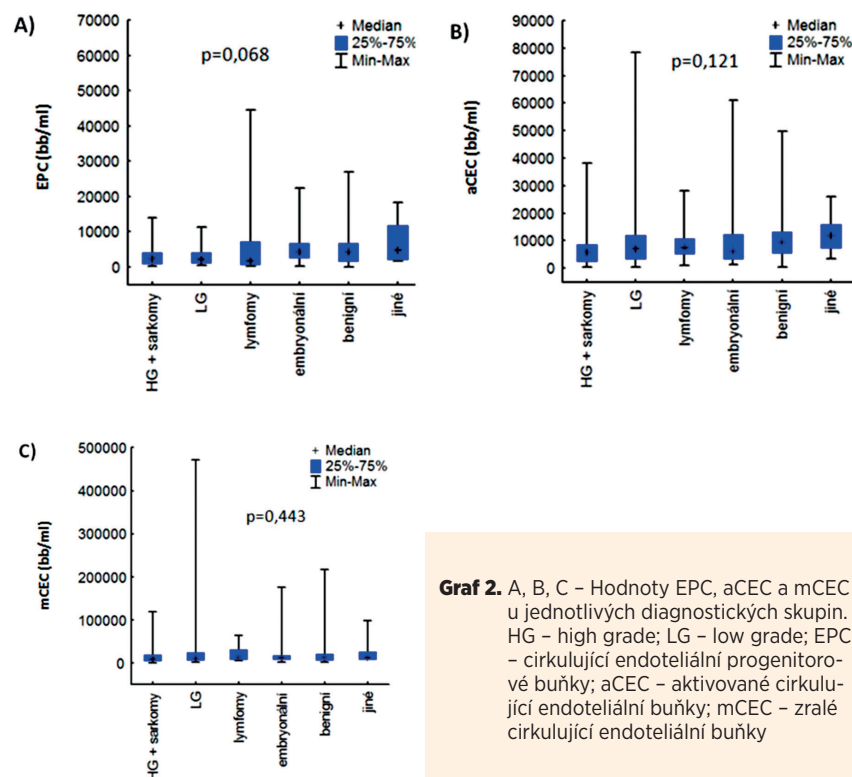 A)
70000
60000
50000
40000
30000
20000
10000
0
EPC (bb/ml)
p=0,068
Median
25%-75%
Min-Max
HG + sarkomy
LG
lymfomy
embryonální
benigní
jiné
B)
90000
80000
70000
60000
50000
40000
30000
20000
10000
0
aCEC (bb/ml)
p=0,121
Median
25%-75%
Min-Max
HG + sarkomy
LG
lymfomy
embryonální
benigní
jiné
C)
500000
400000
300000
200000
100000
0
mCEC (bb/ml)
p=0,443
Median
25%-75%
Min-Max
HG + sarkomy
LG
lymfomy
embryonální
benigní
jiné
Graf 2. A, B, C – Hodnoty EPC, aCEC a mCEC
u jednotlivých diagnostických skupin.
HG – high grade; LG – low grade; EPC
– cirkulující endoteliální progenitoro-
vé buňky; aCEC – aktivované cirkulu-
jící endoteliální buňky; mCEC – zralé
cirkulující endoteliální buňky